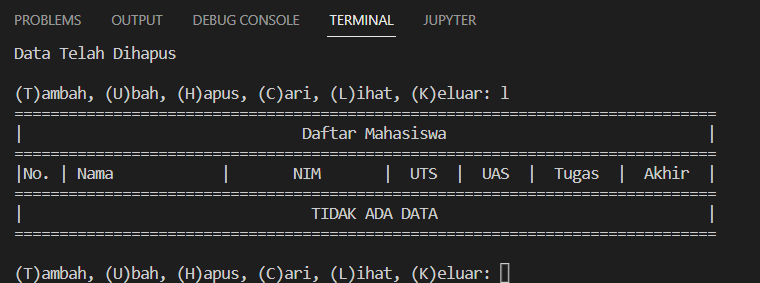 PROBLEMS OUTPUT DEBUG CONSOLE TERMINAL JUPYTER
Data Telah Dihapus
(T)ambah, (U)bah, (H)apus, (C)ari, (L)ihat, (K)eluar: l
==============================================================================
| Daftar Mahasiswa |
==============================================================================
|No. | Nama | NIM | UTS | UAS | Tugas | Akhir |
==============================================================================
| TIDAK ADA DATA |
==============================================================================
(T)ambah, (U)bah, (H)apus, (C)ari, (L)ihat, (K)eluar: